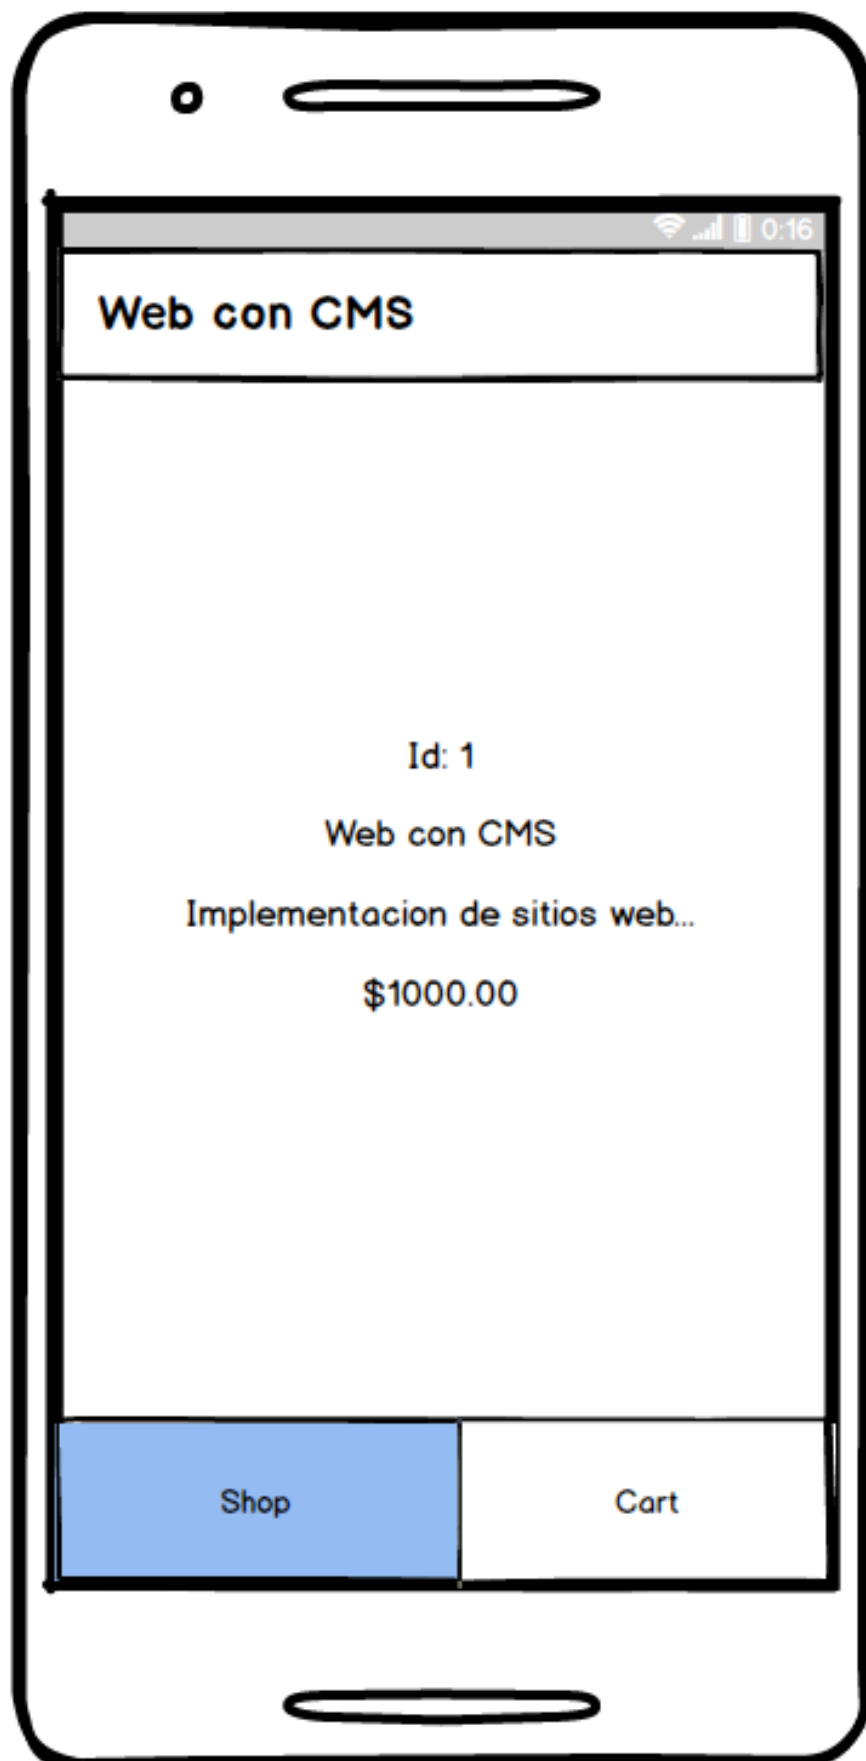 0:16
Web con CMS
Id: 1
Web con CMS
Implementacion de sitios web...
$1000.00
Shop
Cart